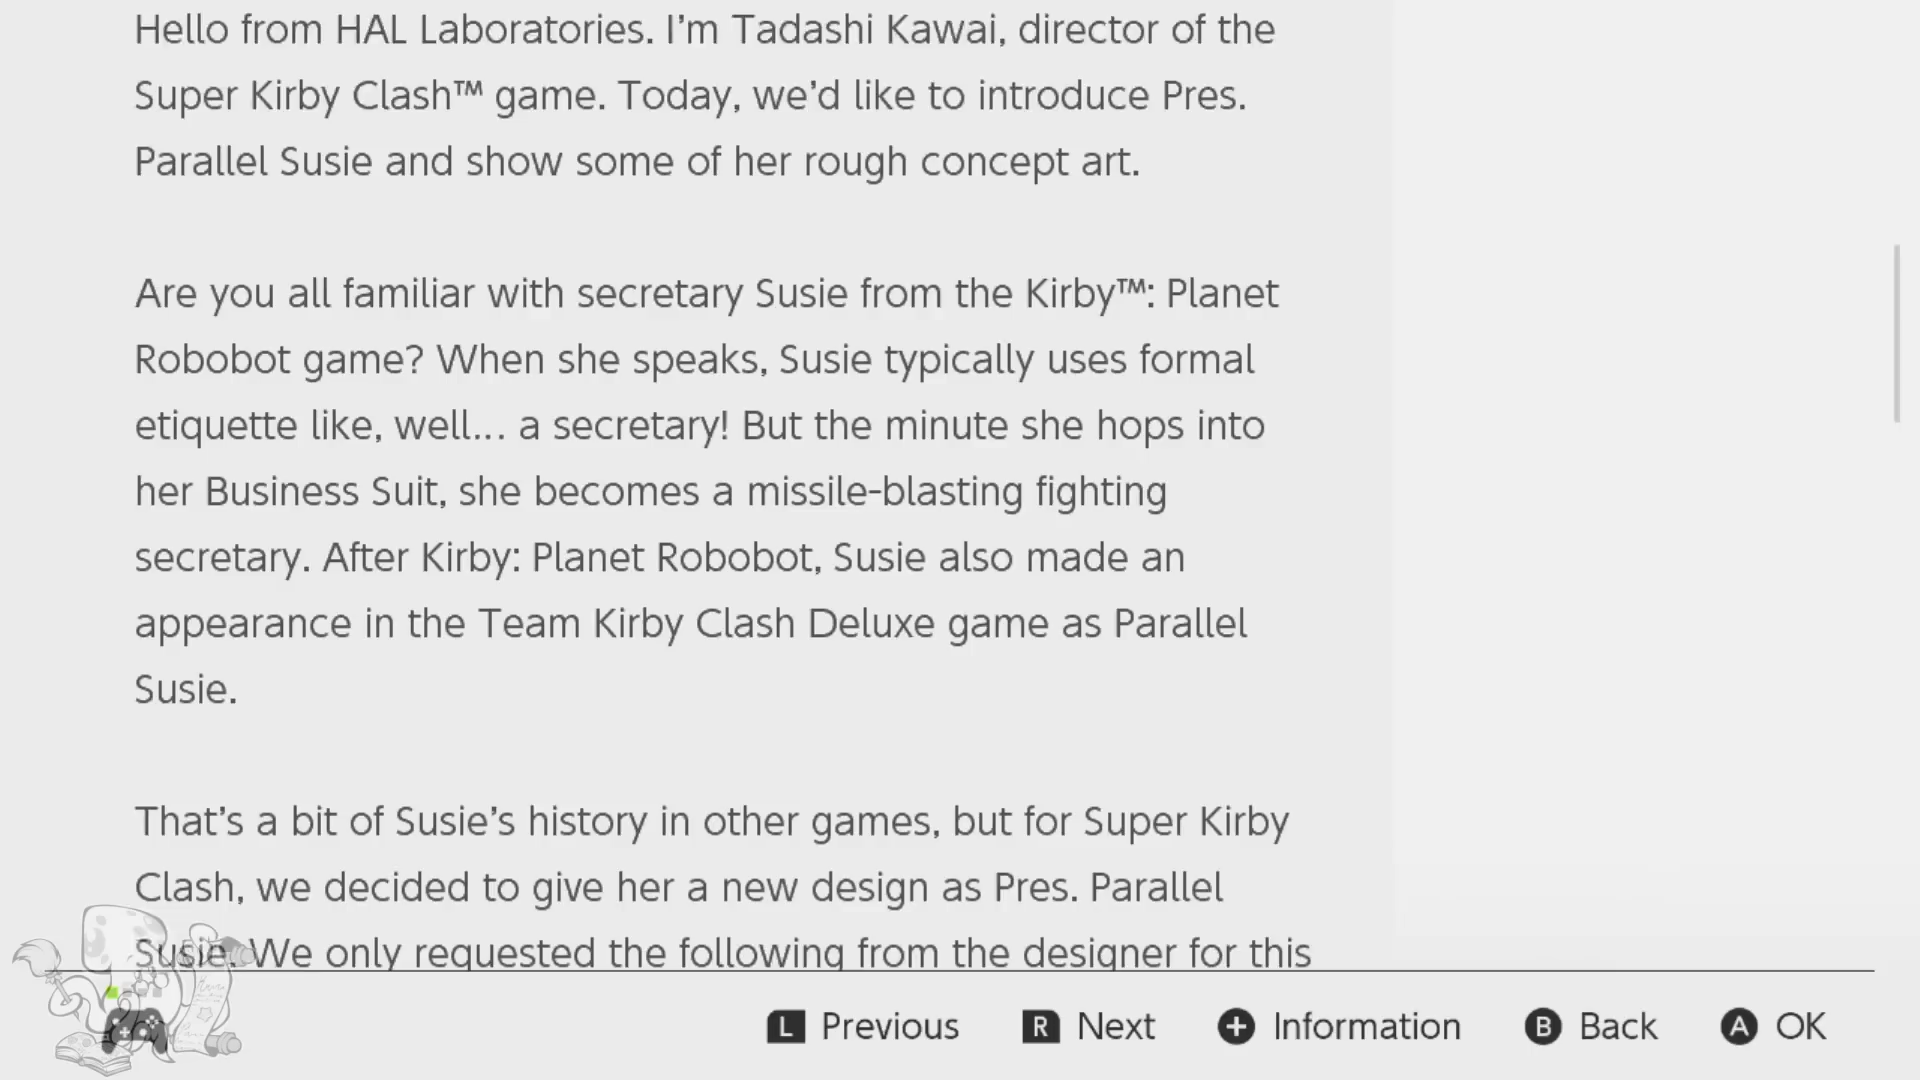 Hello from HAL Laboratories. I’m Tadashi Kawai, director of the
Super Kirby Clash™ game. Today, we’d like to introduce Pres.
Parallel Susie and show some of her rough concept art.
Are you all familiar with secretary Susie from the Kirby™: Planet
Robobot game? When she speaks, Susie typically uses formal
etiquette like, well... a secretary! But the minute she hops into
her Business Suit, she becomes a missile-blasting fighting
secretary. After Kirby: Planet Robobot, Susie also made an
appearance in the Team Kirby Clash Deluxe game as Parallel
Susie.
That’s a bit of Susie’s history in other games, but for Super Kirby
Clash, we decided to give her a new design as Pres. Parallel
Susie. We only requested the following from the designer for this
L Previous R Next + Information B Back A OK